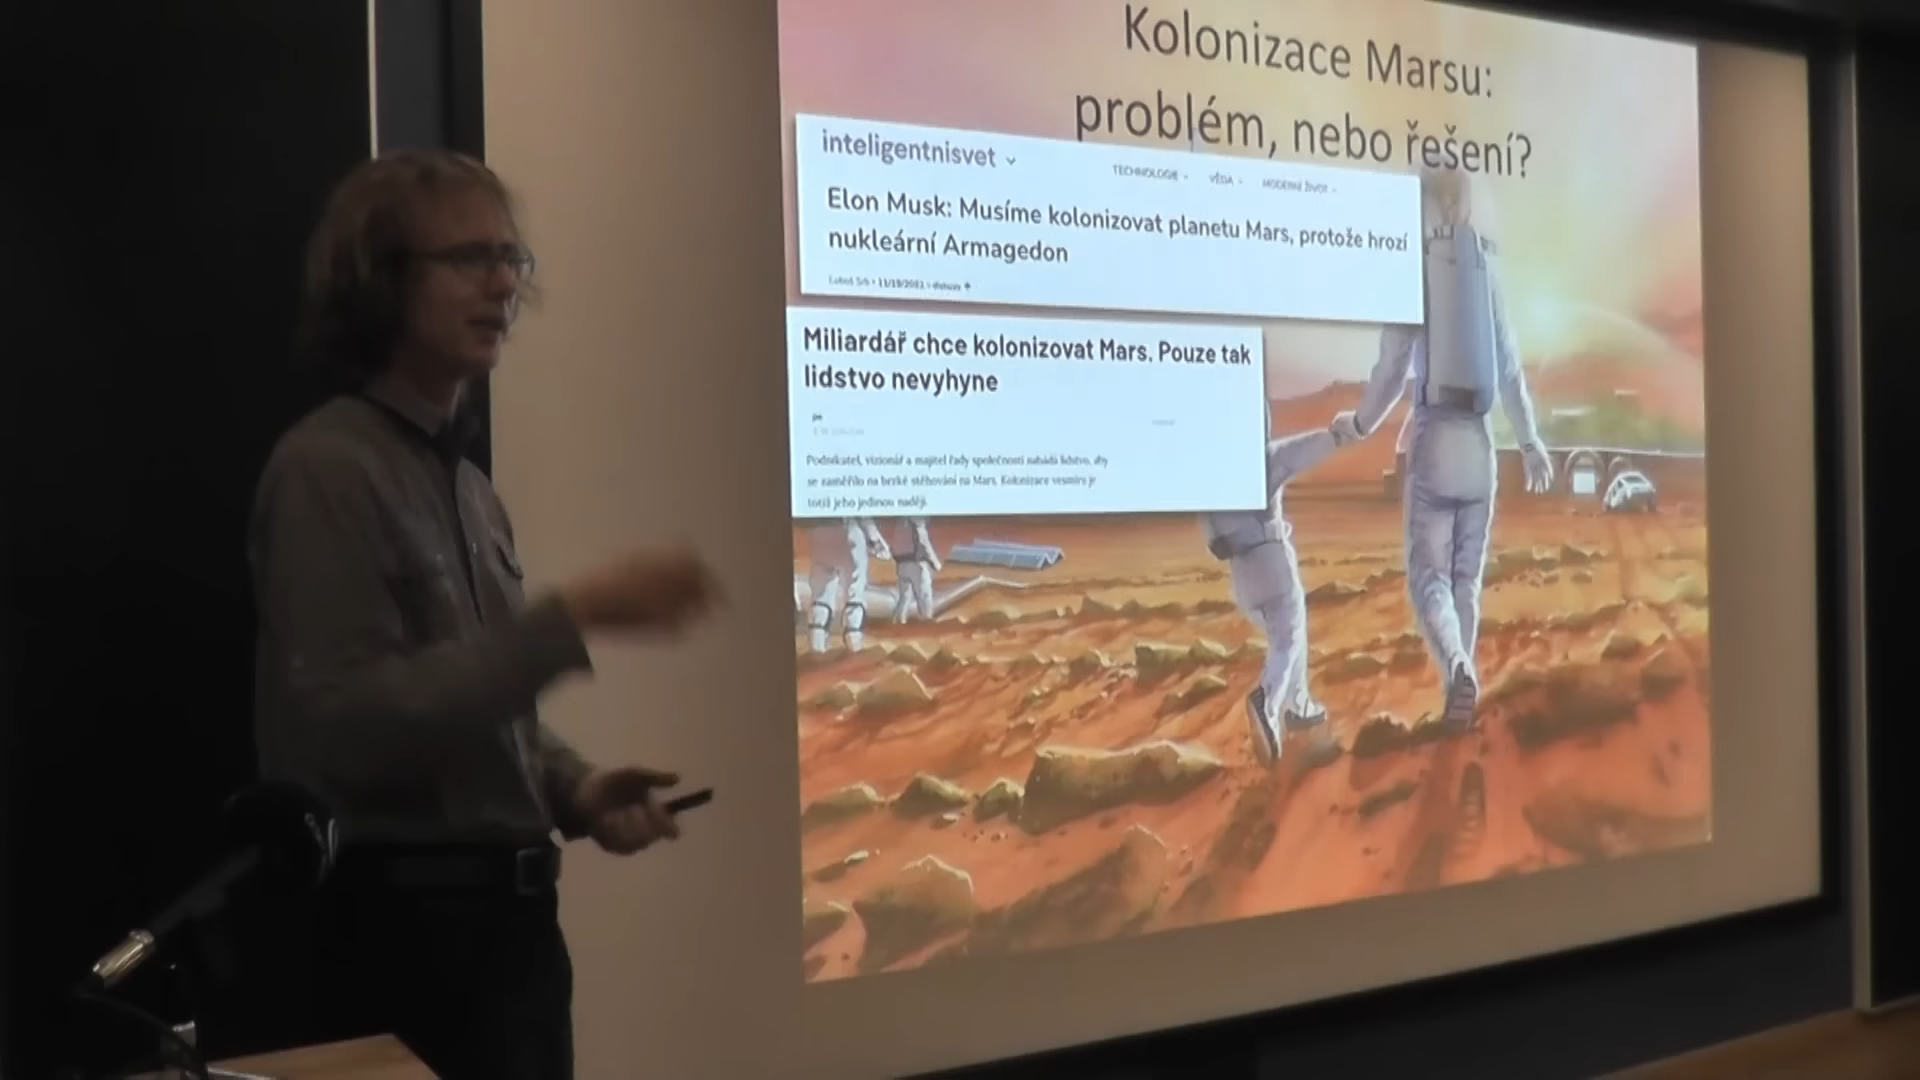 Kolonizace Marsu:
problém, nebo řešení?
inteligentnisvet
TECHNOLOGIE VĚDA MODERNÍ ŽIVOT
Elon Musk: Musíme kolonizovat planetu Mars, protože hrozí
nukleární Armagedon
Miliardář chce kolonizovat Mars. Pouze tak
lidstvo nevyhyne
Podnikatel, vizionář a majitel řady společností nabádá lidstvo, aby
se zaměřilo na brzké stěhování na Mars. Kolonizace vesmíru je
totiž jeho jedinou nadějí.